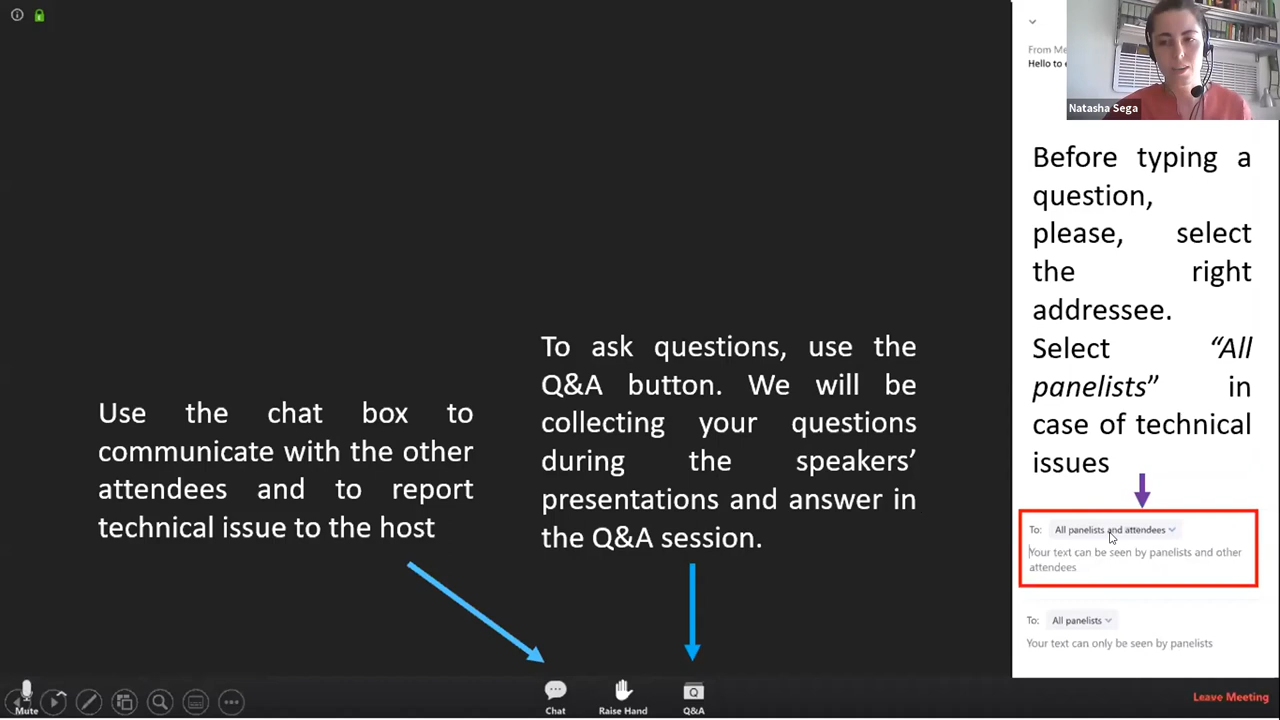 From Me
Hello to
Natasha Sega
Before typing a
question,
please, select
the right
addressee.
Select “All
panelists” in
case of technical
issues
To ask questions, use the
Q&A button. We will be
collecting your questions
during the speakers’
presentations and answer in
the Q&A session.
Use the chat box to
communicate with the other
attendees and to report
technical issue to the host
To: All panelists and attendees
Your text can be seen by panelists and other
attendees
To: All panelists
Your text can only be seen by panelists
Mute
Chat
Raise Hand
Q&A
Leave Meeting